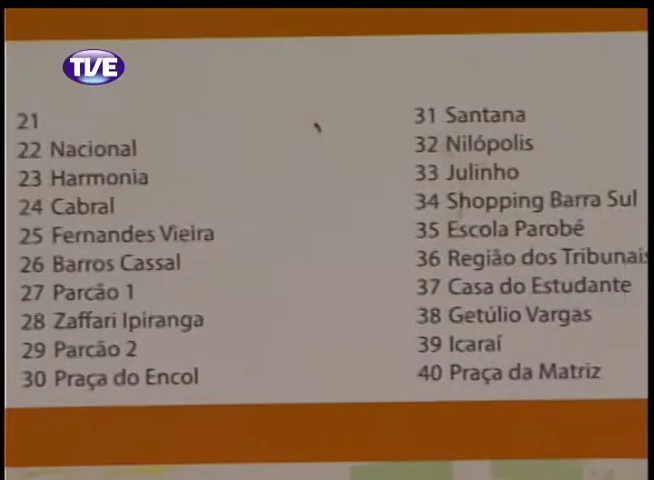 TVE
21
22 Nacional
23 Harmonia
24 Cabral
25 Fernandes Vieira
26 Barros Cassal
27 Parcão 1
28 Zaffari Ipiranga
29 Parcão 2
30 Praça do Encol
31 Santana
32 Nilópolis
33 Julinho
34 Shopping Barra Sul
35 Escola Parobé
36 Região dos Tribunais
37 Casa do Estudante
38 Getúlio Vargas
39 Icaraí
40 Praça da Matriz